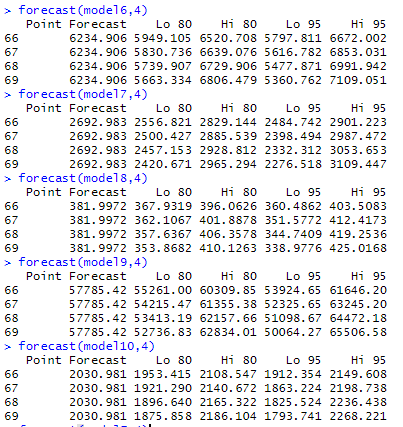 > forecast(model6,4)
Point Forecast Lo 80 Hi 80 Lo 95 Hi 95
66 6234.906 5949.105 6520.708 5797.811 6672.002
67 6234.906 5830.736 6639.076 5616.782 6853.031
68 6234.906 5739.907 6729.906 5477.871 6991.942
69 6234.906 5663.334 6806.479 5360.762 7109.051
> forecast(model7,4)
Point Forecast Lo 80 Hi 80 Lo 95 Hi 95
66 2692.983 2556.821 2829.144 2484.742 2901.223
67 2692.983 2500.427 2885.539 2398.494 2987.472
68 2692.983 2457.153 2928.812 2332.312 3053.653
69 2692.983 2420.671 2965.294 2276.518 3109.447
> forecast(model8,4)
Point Forecast Lo 80 Hi 80 Lo 95 Hi 95
66 381.9972 367.9319 396.0626 360.4862 403.5083
67 381.9972 362.1067 401.8878 351.5772 412.4173
68 381.9972 357.6367 406.3578 344.7409 419.2536
69 381.9972 353.8682 410.1263 338.9776 425.0168
> forecast(model9,4)
Point Forecast Lo 80 Hi 80 Lo 95 Hi 95
66 57785.42 55261.00 60309.85 53924.65 61646.20
67 57785.42 54215.47 61355.38 52325.65 63245.20
68 57785.42 53413.19 62157.66 51098.67 64472.18
69 57785.42 52736.83 62834.01 50064.27 65506.58
> forecast(model10,4)
Point Forecast Lo 80 Hi 80 Lo 95 Hi 95
66 2030.981 1953.415 2108.547 1912.354 2149.608
67 2030.981 1921.290 2140.672 1863.224 2198.738
68 2030.981 1896.640 2165.322 1825.524 2236.438
69 2030.981 1875.858 2186.104 1793.741 2268.221